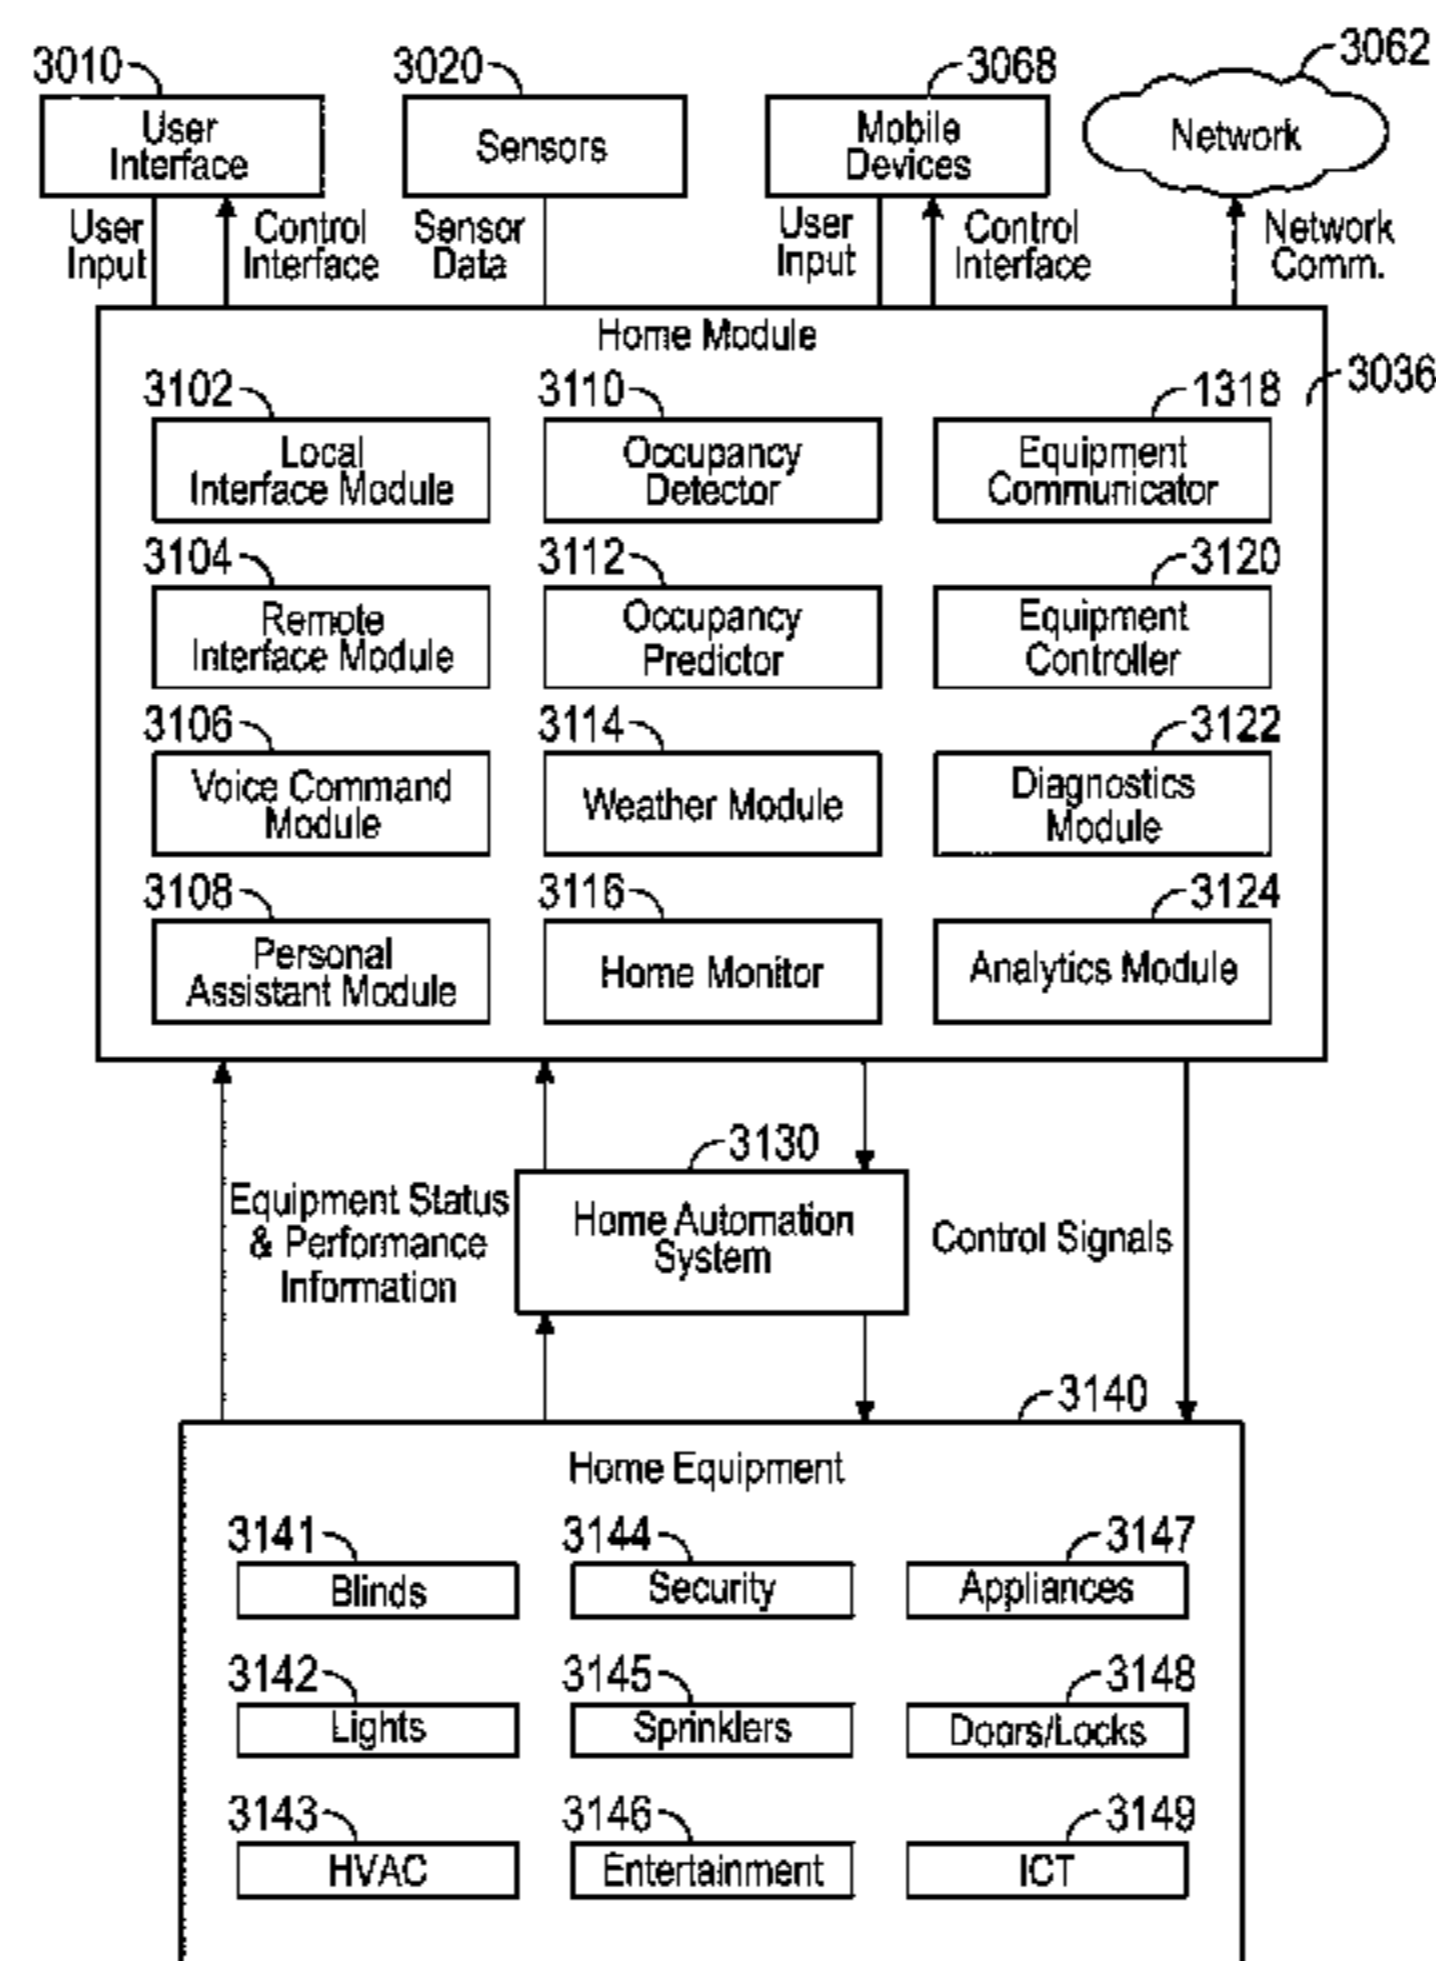 3010
3020
3068
3062
User
Interface
Sensors
Mobile
Devices
Network
User
Input
Control
Interface
Sensor
Data
User
Input
Control
Interface
Network
Comm.
Home Module
3036
3102
3110
1318
Local
Interface Module
Occupancy
Detector
Equipment
Communicator
3104
3112
3120
Remote
Interface Module
Occupancy
Predictor
Equipment
Controller
3106
3114
3122
Voice Command
Module
Weather Module
Diagnostics
Module
3108
3116
3124
Personal
Assistant Module
Home Monitor
Analytics Module
3130
Equipment Status
& Performance
Information
Home Automation
System
Control Signals
3140
Home Equipment
3141
3144
3147
Blinds
Security
Appliances
3142
3145
3148
Lights
Sprinklers
Doors/Locks
3143
3146
3149
HVAC
Entertainment
ICT